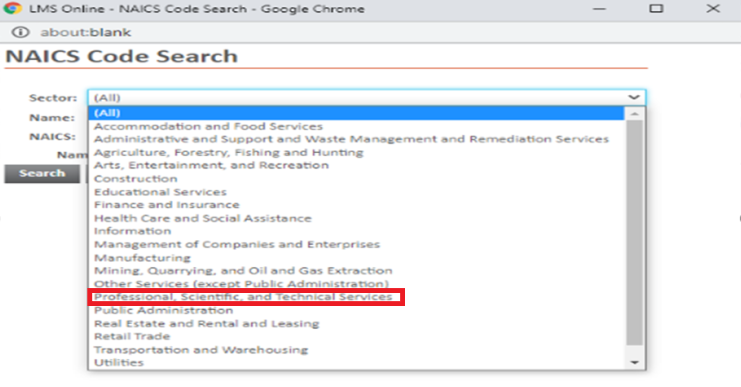 LMS Online - NAICS Code Search - Google Chrome
about:blank
NAICS Code Search
Sector: (All)
Name: (All)
Accommodation and Food Services
NAICS: Administrative and Support and Waste Management and Remediation Services
Nam Agriculture, Forestry, Fishing and Hunting
Arts, Entertainment, and Recreation
Search Construction
Educational Services
Finance and Insurance
Health Care and Social Assistance
Information
Management of Companies and Enterprises
Manufacturing
Mining, Quarrying, and Oil and Gas Extraction
Other Services (except Public Administration)
Professional, Scientific, and Technical Services
Public Administration
Real Estate and Rental and Leasing
Retail Trade
Transportation and Warehousing
Utilities